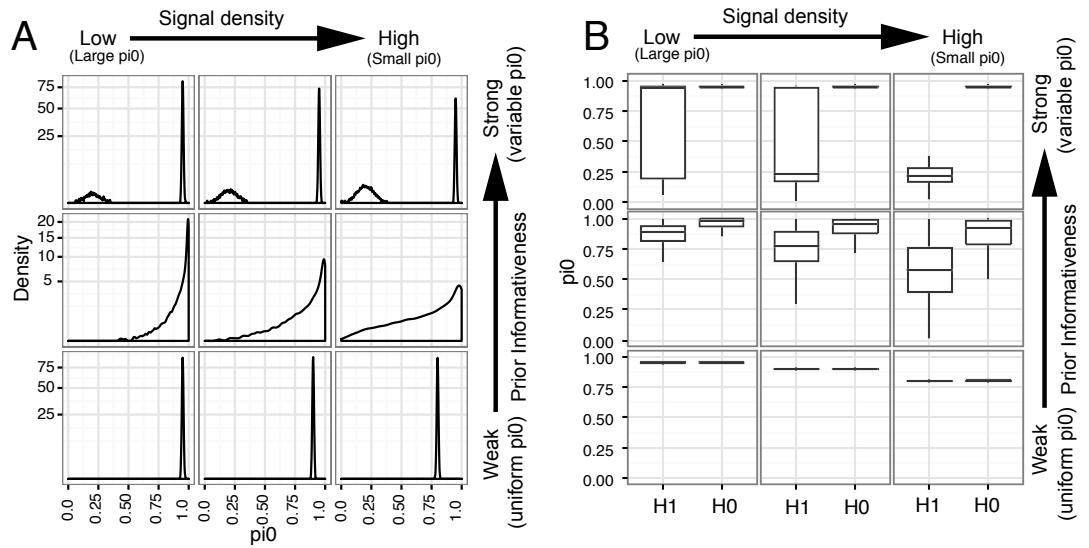 A
Signal density
Low
(Large pi0)
High
(Small pi0)
75
50
25
20
15
10
5
75
50
25
Density
0.0
0.25
0.50
0.75
1.0
0.0
0.25
0.50
0.75
1.0
0.0
0.25
0.50
0.75
1.0
pi0
Strong
(variable pi0)
Prior Informativeness
Weak
(uniform pi0)
B
Signal density
Low
(Large pi0)
High
(Small pi0)
1.00
0.75
0.50
0.25
0.00
1.00
0.75
0.50
0.25
0.00
1.00
0.75
0.50
0.25
0.00
pi0
H1 H0 H1 H0 H1 H0
Strong
(variable pi0)
Prior Informativeness
Weak
(uniform pi0)